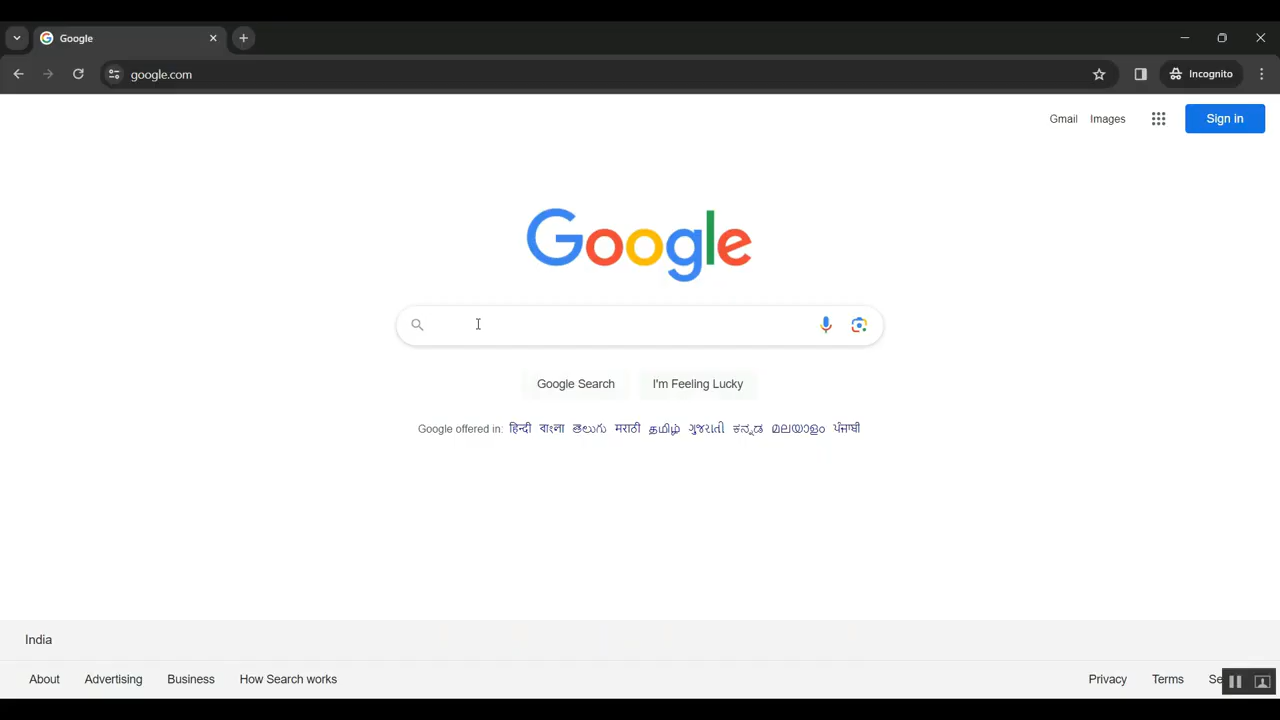 Google
google.com
Incognito
Gmail Images Sign in
Google
Google Search I'm Feeling Lucky
Google offered in: हिन्दी বাংলা తెలుగు मराठी தமிழ் ગુજરાતી ಕನ್ನಡ മലയാളം ਪੰਜਾਬੀ
India
About Advertising Business How Search works Privacy Terms Se